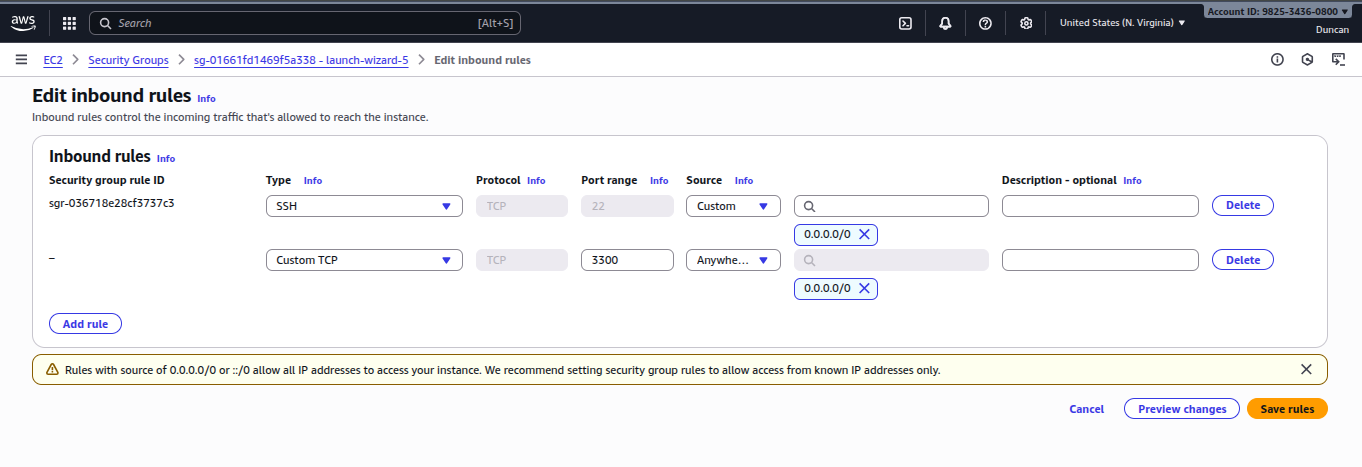 aws
Search [Alt+S]
United States (N. Virginia)
Account ID: 9825-3436-0800
Duncan
EC2 > Security Groups > sg-01661fd1469f5a338 - launch-wizard-5 > Edit inbound rules
Edit inbound rules Info
Inbound rules control the incoming traffic that's allowed to reach the instance.
Inbound rules Info
Security group rule ID Type Info Protocol Info Port range Info Source Info Description - optional Info
sgr-036718e28cf3737c3 SSH TCP 22 Custom Delete
0.0.0.0/0
– Custom TCP TCP 3300 Anywhe... Delete
0.0.0.0/0
Add rule
Rules with source of 0.0.0.0/0 or ::/0 allow all IP addresses to access your instance. We recommend setting security group rules to allow access from known IP addresses only.
Cancel Preview changes Save rules